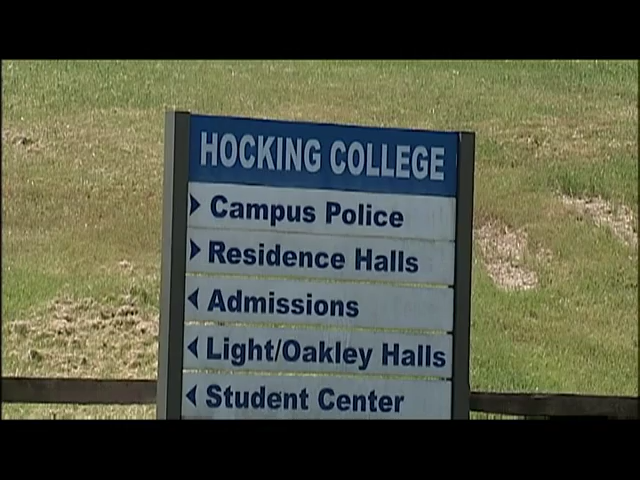 HOCKING COLLEGE
Campus Police
Residence Halls
Admissions
Light/Oakley Halls
Student Center